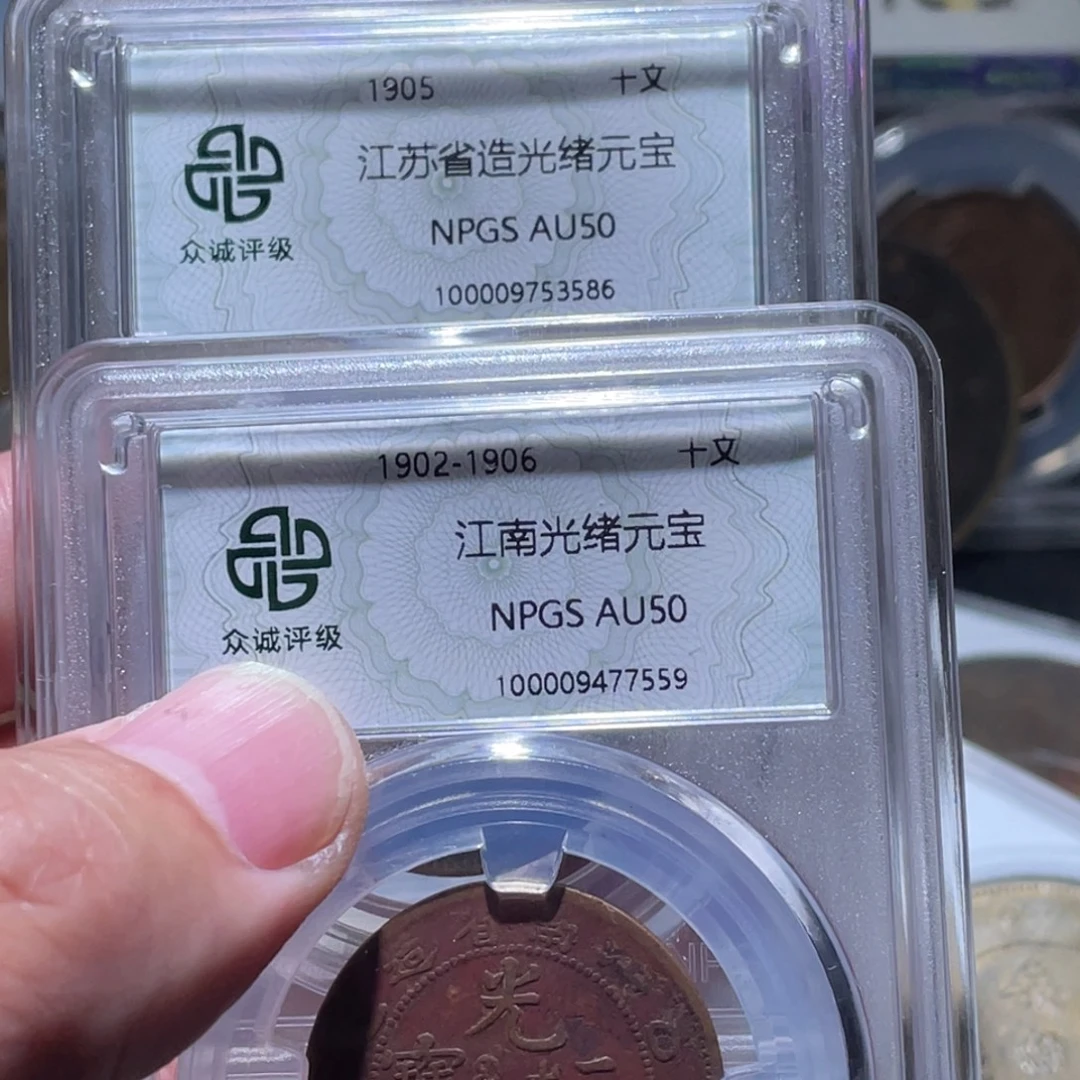 1905 十文
江苏省造光绪元宝
NPGS AU50
众诚评级
100009753586
1902-1906 十文
江南光绪元宝
NPGS AU50
众诚评级
100009477559
光